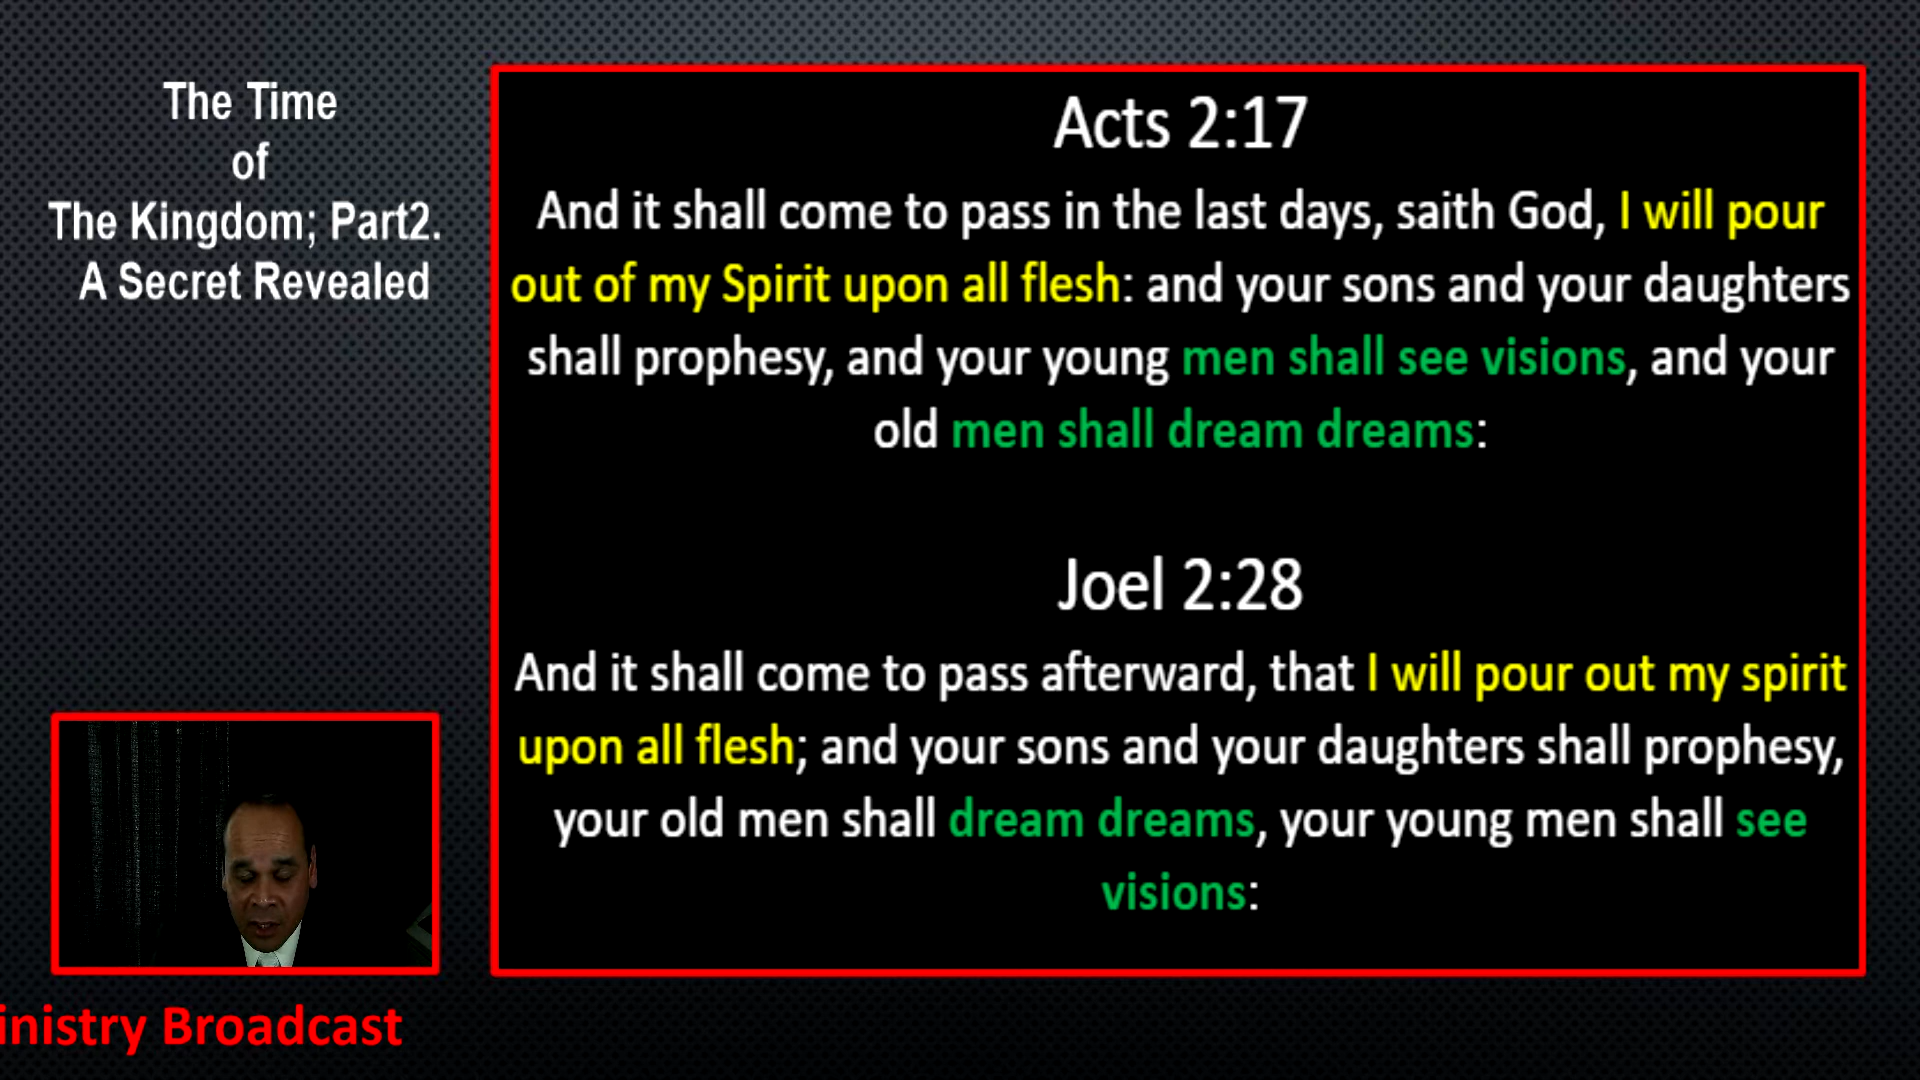 The Time
of
The Kingdom; Part2.
A Secret Revealed
Acts 2:17
And it shall come to pass in the last days, saith God, I will pour
out of my Spirit upon all flesh: and your sons and your daughters
shall prophesy, and your young men shall see visions, and your
old men shall dream dreams:
Joel 2:28
And it shall come to pass afterward, that I will pour out my spirit
upon all flesh; and your sons and your daughters shall prophesy,
your old men shall dream dreams, your young men shall see
visions:
inistry Broadcast